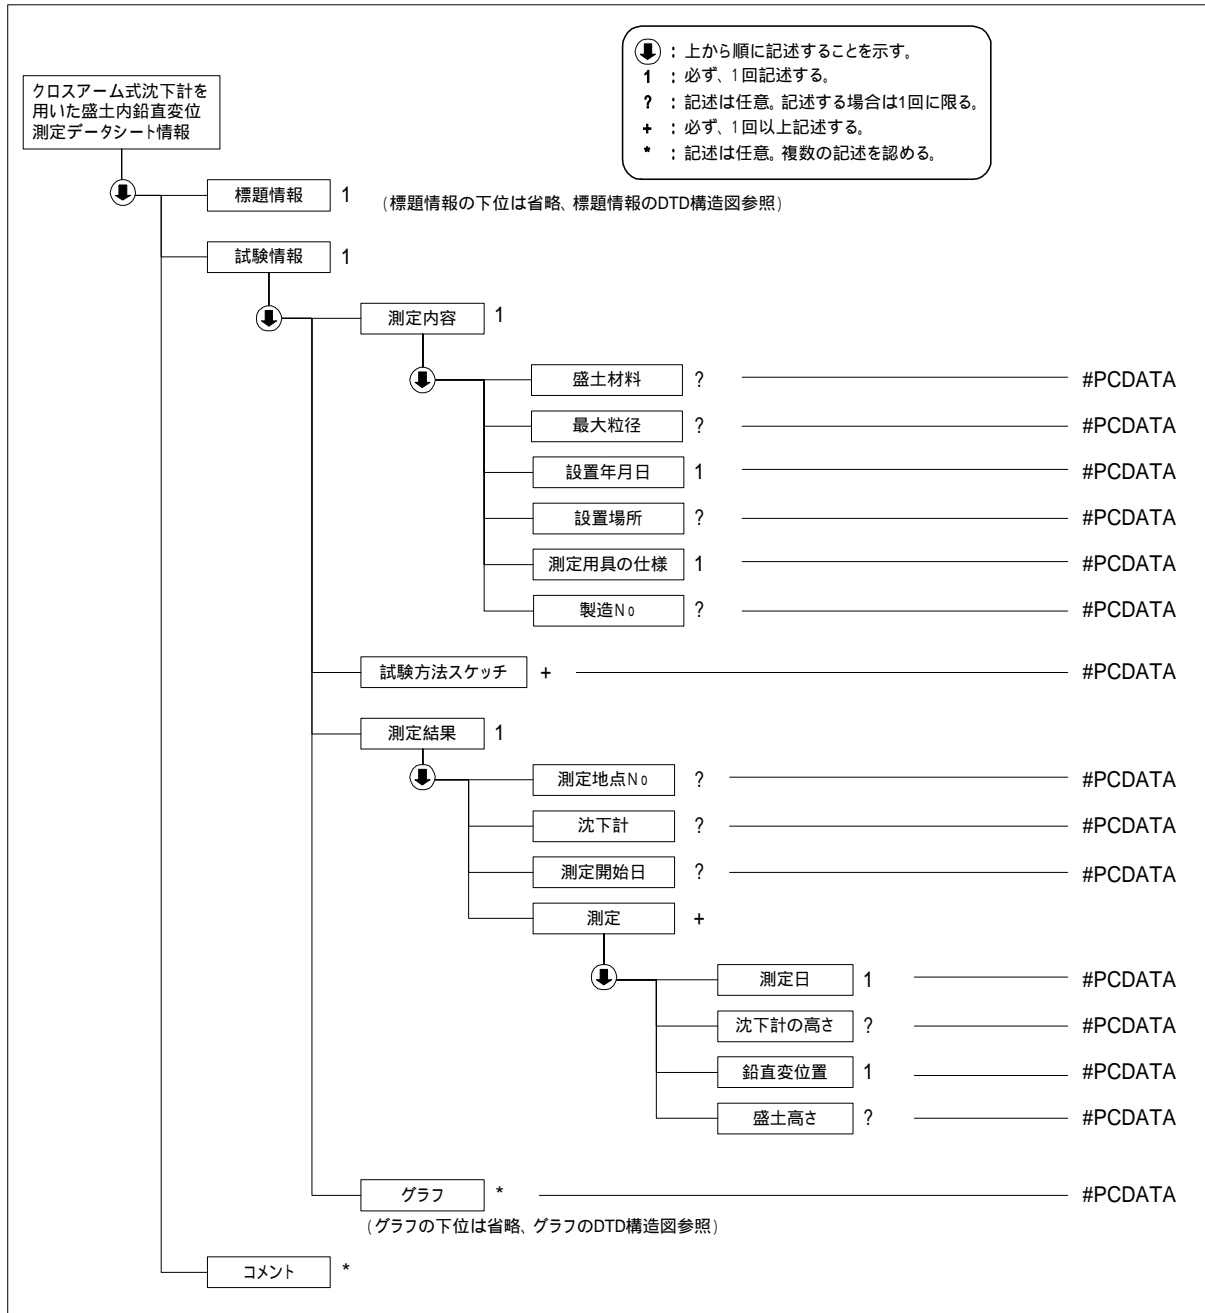 : 上から順に記述することを示す。
1 : 必ず、1回記述する。
? : 記述は任意。記述する場合は1回に限る。
+ : 必ず、1回以上記述する。
* : 記述は任意。複数の記述を認める。
クロスアーム式沈下計を
用いた盛土内鉛直変位
測定データシート情報
標題情報 1 (標題情報の下位は省略、標題情報のDTD構造図参照)
試験情報 1
測定内容 1
盛土材料 ? #PCDATA
最大粒径 ? #PCDATA
設置年月日 1 #PCDATA
設置場所 ? #PCDATA
測定用具の仕様 1 #PCDATA
製造No ? #PCDATA
試験方法スケッチ + #PCDATA
測定結果 1
測定地点No ? #PCDATA
沈下計 ? #PCDATA
測定開始日 ? #PCDATA
測定 +
測定日 1 #PCDATA
沈下計の高さ ? #PCDATA
鉛直変位置 1 #PCDATA
盛土高さ ? #PCDATA
グラフ * #PCDATA
(グラフの下位は省略、グラフのDTD構造図参照)
コメント *